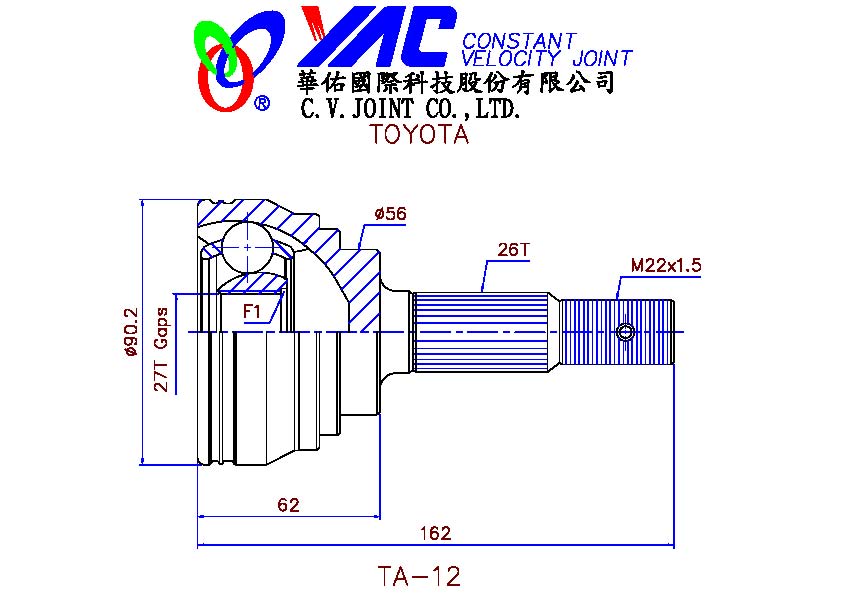 YAC CONSTANT
VELOCITY JOINT
®
華佑國際科技股份有限公司
C.V.JOINT CO.,LTD.
TOYOTA
ø56
26T
M22x1.5
F1
ø90.2
27T Gaps
62
162
TA-12